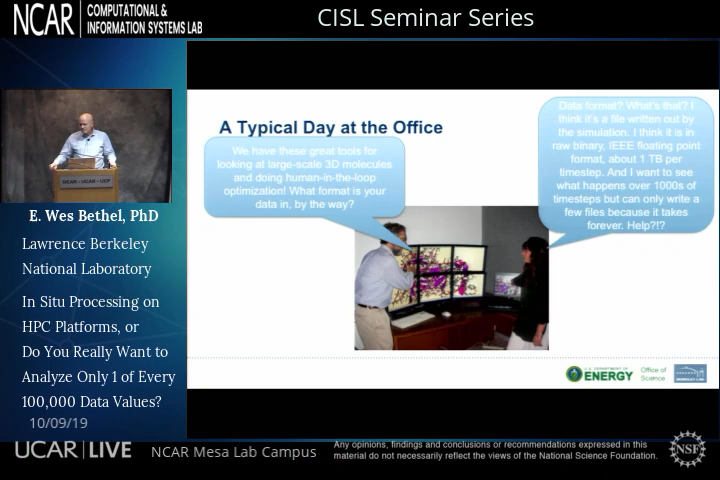 NCAR
COMPUTATIONAL &
INFORMATION SYSTEMS LAB
CISL Seminar Series
NCAR - UCAR - UCP
E. Wes Bethel, PhD
Lawrence Berkeley
National Laboratory
In Situ Processing on
HPC Platforms, or
Do You Really Want to
Analyze Only 1 of Every
100,000 Data Values?
10/09/19
A Typical Day at the Office
We have these great tools for
looking at large-scale 3D molecules
and doing human-in-the-loop
optimization! What format is your
data in, by the way?
Data format? What's that? I
think it's a file written out by
the simulation. I think it is in
raw binary, IEEE floating point
format, about 1 TB per
timestep. And I want to see
what happens over 1000s of
timesteps but can only write a
few files because it takes
forever. Help?!?
U.S. DEPARTMENT OF
ENERGY
Office of
Science
BERKELEY LAB
UCAR | LIVE
NCAR Mesa Lab Campus
Any opinions, findings and conclusions or recommendations expressed in this
material do not necessarily reflect the views of the National Science Foundation.
NSF